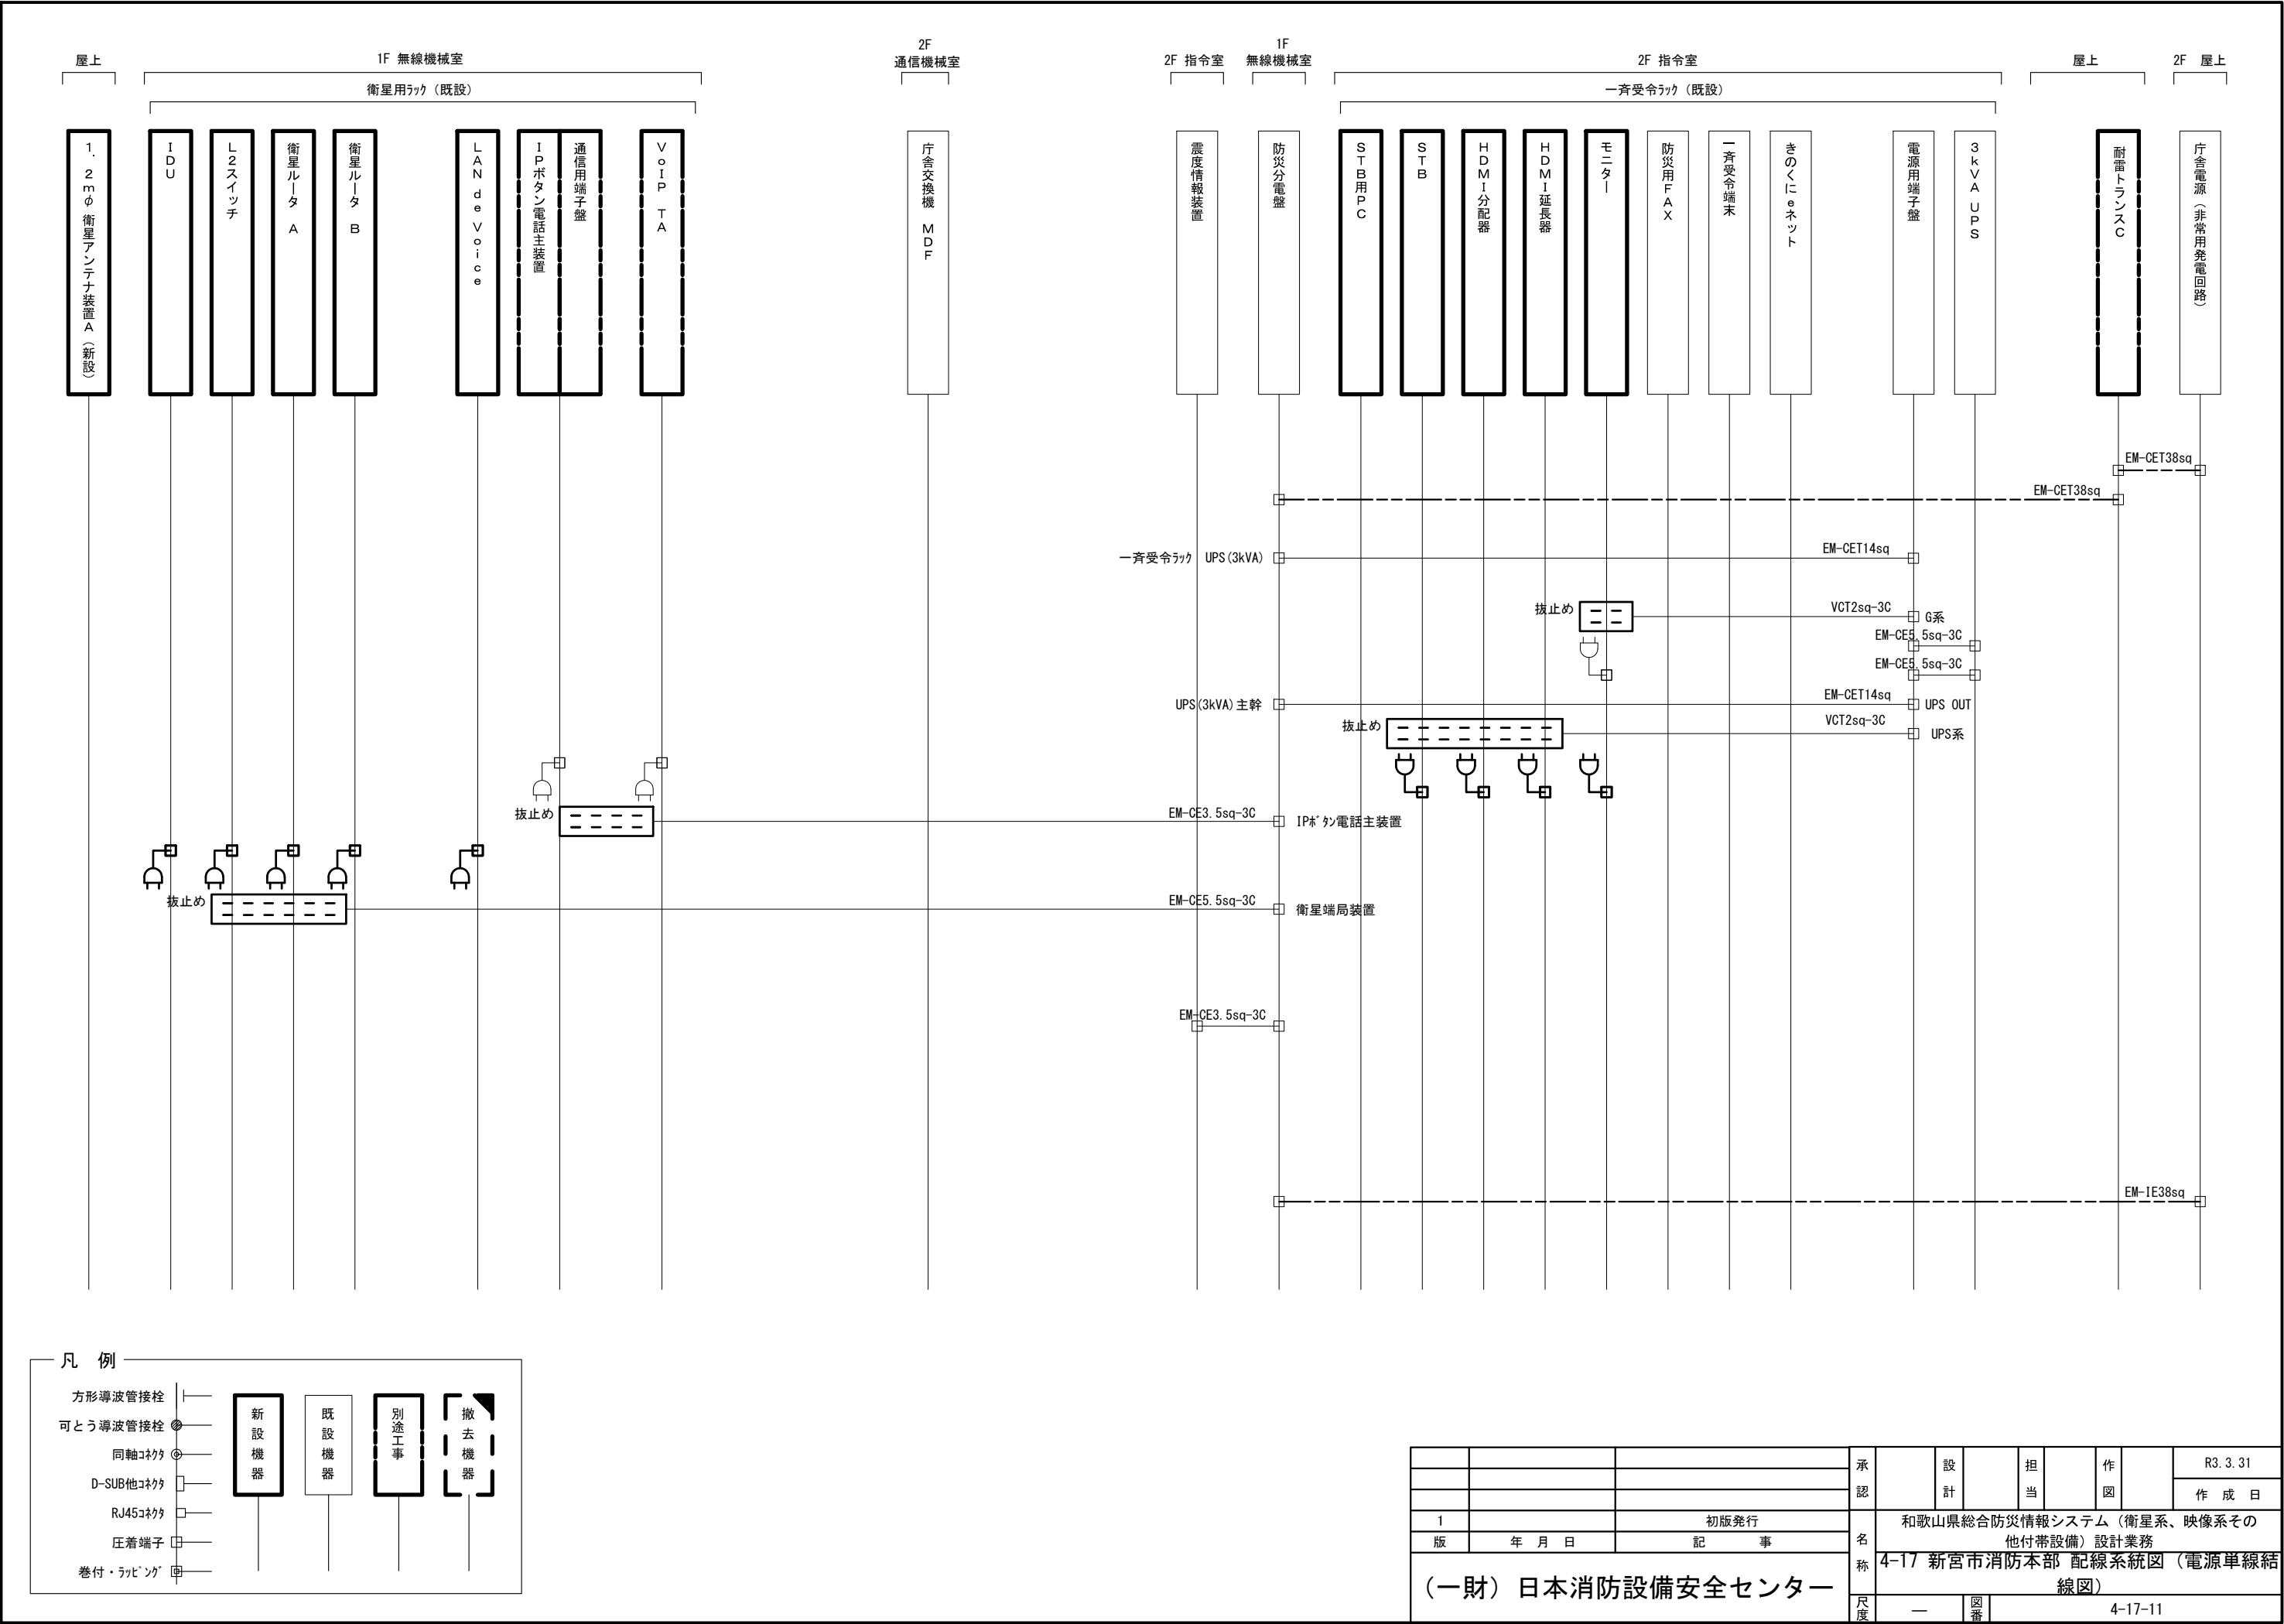 屋上
1F 無線機械室
衛星用ﾗｯｸ（既設）
2F
通信機械室
2F 指令室
1F
無線機械室
2F 指令室
一斉受令ﾗｯｸ（既設）
屋上
2F 屋上
１．２ｍφ 衛星アンテナ装置Ａ（新設）
ＩＤＵ
Ｌ２スイッチ
衛星ルータ Ａ
衛星ルータ Ｂ
ＬＡＮ ｄｅ Ｖｏｉｃｅ
ＩＰボタン電話主装置
通信用端子盤
ＶｏＩＰ ＴＡ
庁舎交換機 ＭＤＦ
震度情報装置
防災分電盤
ＳＴＢ用ＰＣ
ＳＴＢ
ＨＤＭＩ分配器
ＨＤＭＩ延長器
モニター
防災用ＦＡＸ
一斉受令端末
きのくにｅネット
電源用端子盤
３ｋＶＡ ＵＰＳ
耐雷トランスＣ
庁舎電源（非常用発電回路）
EM-CET38sq
EM-CET38sq
一斉受令ﾗｯｸ UPS(3kVA)
EM-CET14sq
抜止め
VCT2sq-3C
G系
EM-CE5.5sq-3C
EM-CE5.5sq-3C
UPS(3kVA)主幹
EM-CET14sq
UPS OUT
抜止め
VCT2sq-3C
UPS系
抜止め
EM-CE3.5sq-3C
IPﾎﾞﾀﾝ電話主装置
抜止め
EM-CE5.5sq-3C
衛星端局装置
EM-CE3.5sq-3C
EM-IE38sq
凡 例
方形導波管接栓
可とう導波管接栓
同軸ｺﾈｸﾀ
D-SUB他ｺﾈｸﾀ
RJ45ｺﾈｸﾀ
圧着端子
巻付・ﾗｯﾋﾟﾝｸﾞ
新設機器
既設機器
別途工事
撤去機器
1 初版発行
版 年 月 日 記 事
（一財）日本消防設備安全センター
承認
設計
担当
作図
R3.3.31
作 成 日
名称
和歌山県総合防災情報システム（衛星系、映像系その
他付帯設備）設計業務
4-17 新宮市消防本部 配線系統図（電源単線結
線図）
尺度
―
図番
4-17-11